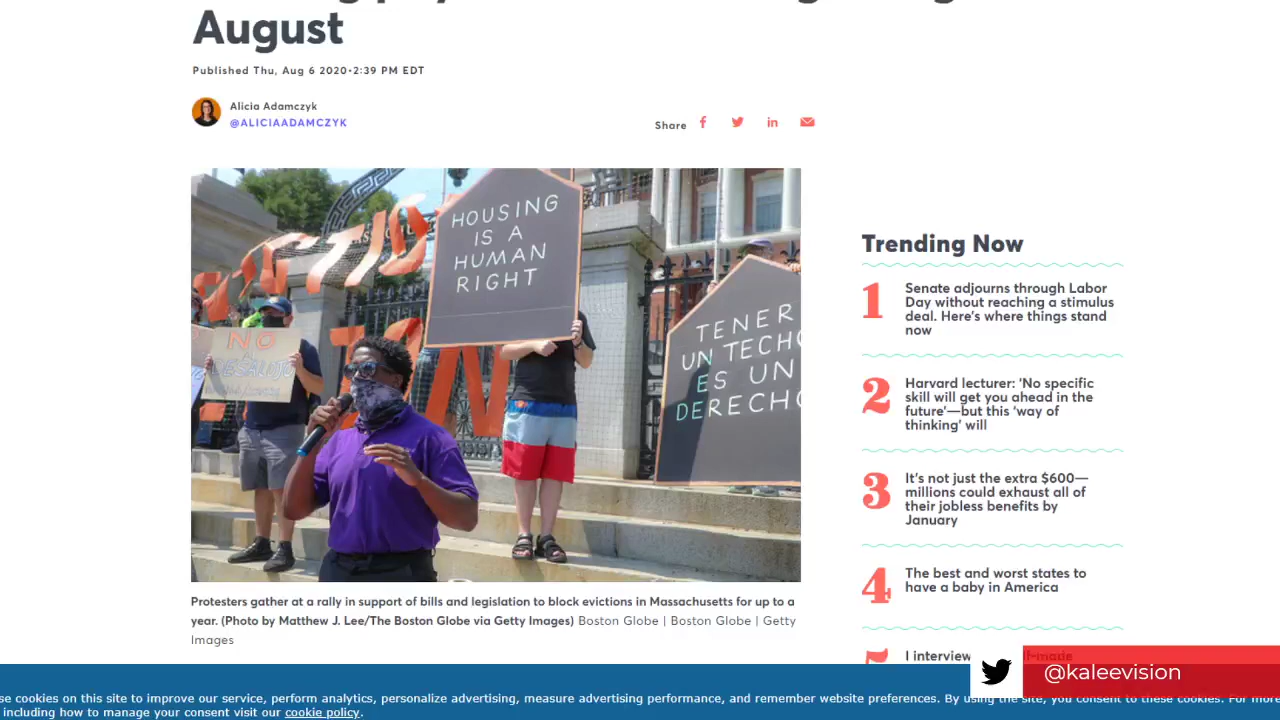 August
Published Thu, Aug 6 2020•2:39 PM EDT
Alicia Adamczyk
@ALICIAADAMCZYK
Share
HOUSING
IS A
HUMAN
RIGHT
TENER
UN TECHO
ES UN
DERECHO
NO
DESALOJO
Protesters gather at a rally in support of bills and legislation to block evictions in Massachusetts for up to a
year. (Photo by Matthew J. Lee/The Boston Globe via Getty Images) Boston Globe | Boston Globe | Getty
Images
Trending Now
1
Senate adjourns through Labor
Day without reaching a stimulus
deal. Here's where things stand
now
2
Harvard lecturer: 'No specific
skill will get you ahead in the
future'—but this 'way of
thinking' will
3
It's not just the extra $600—
millions could exhaust all of
their jobless benefits by
January
4
The best and worst states to
have a baby in America
I interview
@kaleevision
se cookies on this site to improve our service, perform analytics, personalize advertising, measure advertising performance, and remember website preferences. By using the site, you consent to these cookies. For more
including how to manage your consent visit our cookie policy.